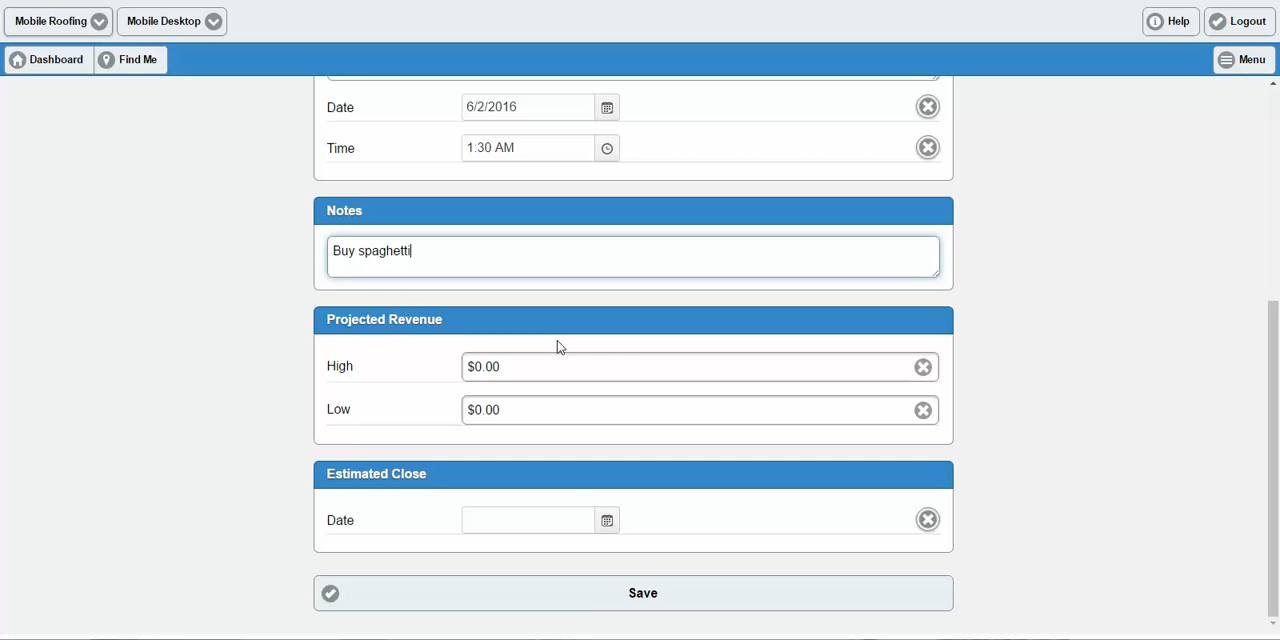 Mobile Roofing Mobile Desktop Help Logout
Dashboard Find Me Menu
Date 6/2/2016
Time 1:30 AM
Notes
Buy spaghetti
Projected Revenue
High $0.00
Low $0.00
Estimated Close
Date
Save